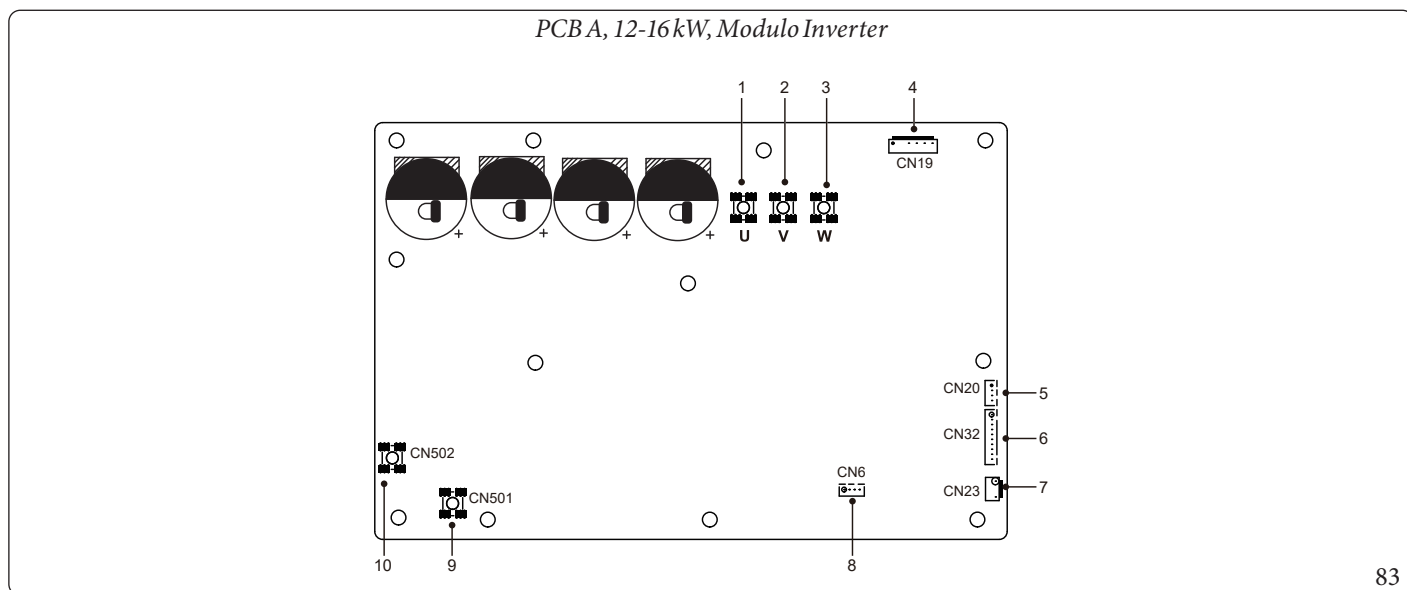 PCB A, 12-16 kW, Modulo Inverter
1 2 3 4
CN19
+ + + +
U V W
CN20 5
CN32 6
CN502
CN6
CN23 7
CN501
10 9 8
83